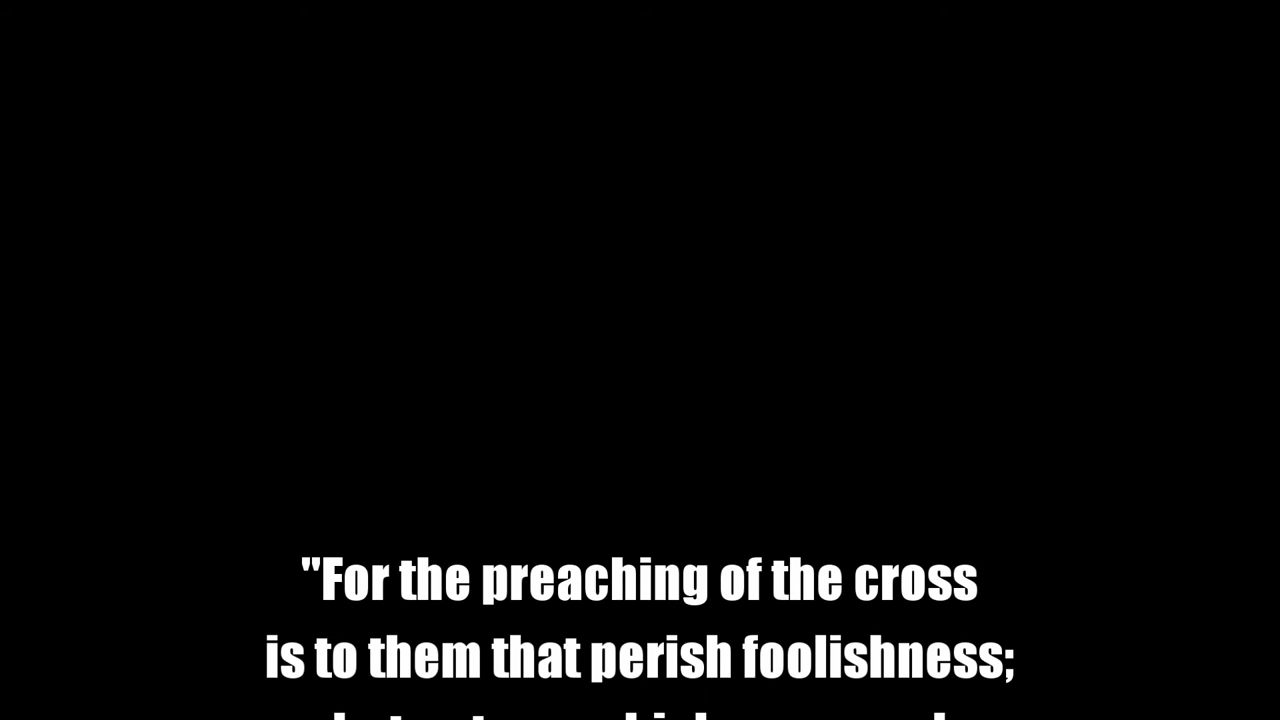 "For the preaching of the cross
is to them that perish foolishness;